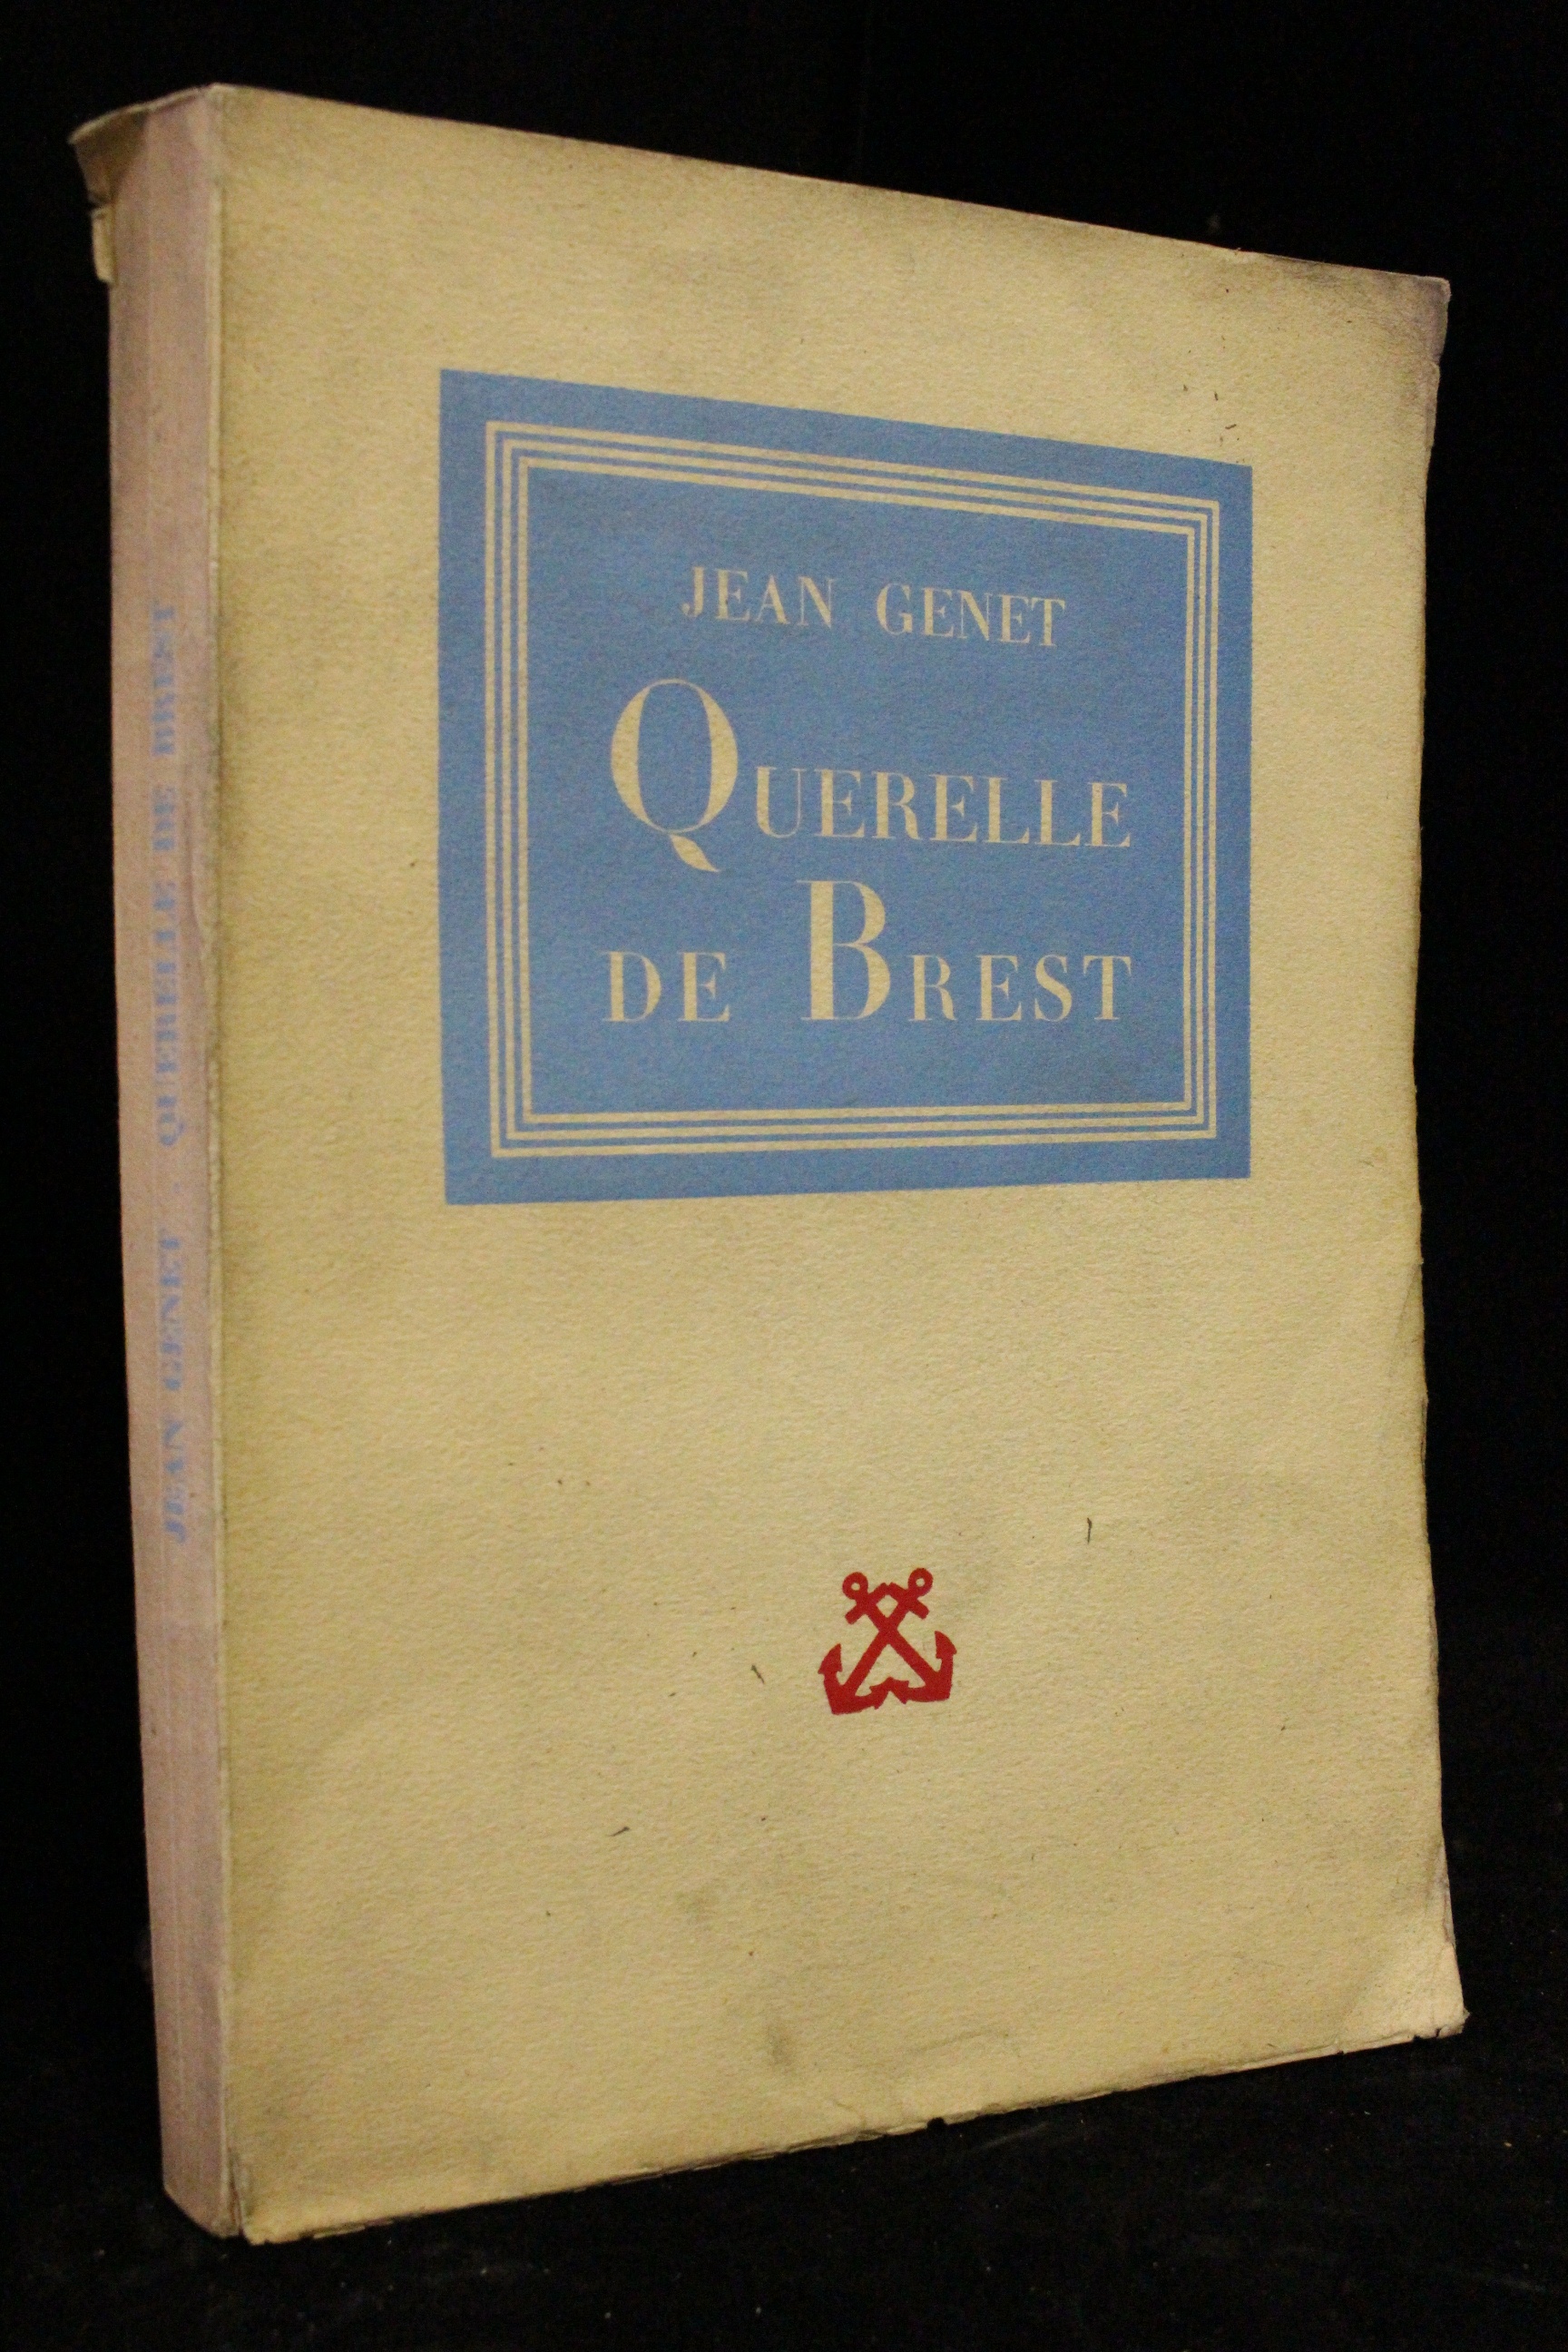 JEAN GENET
QUERELLE
DE BREST
JEAN GENET . QUERELLE DE BREST